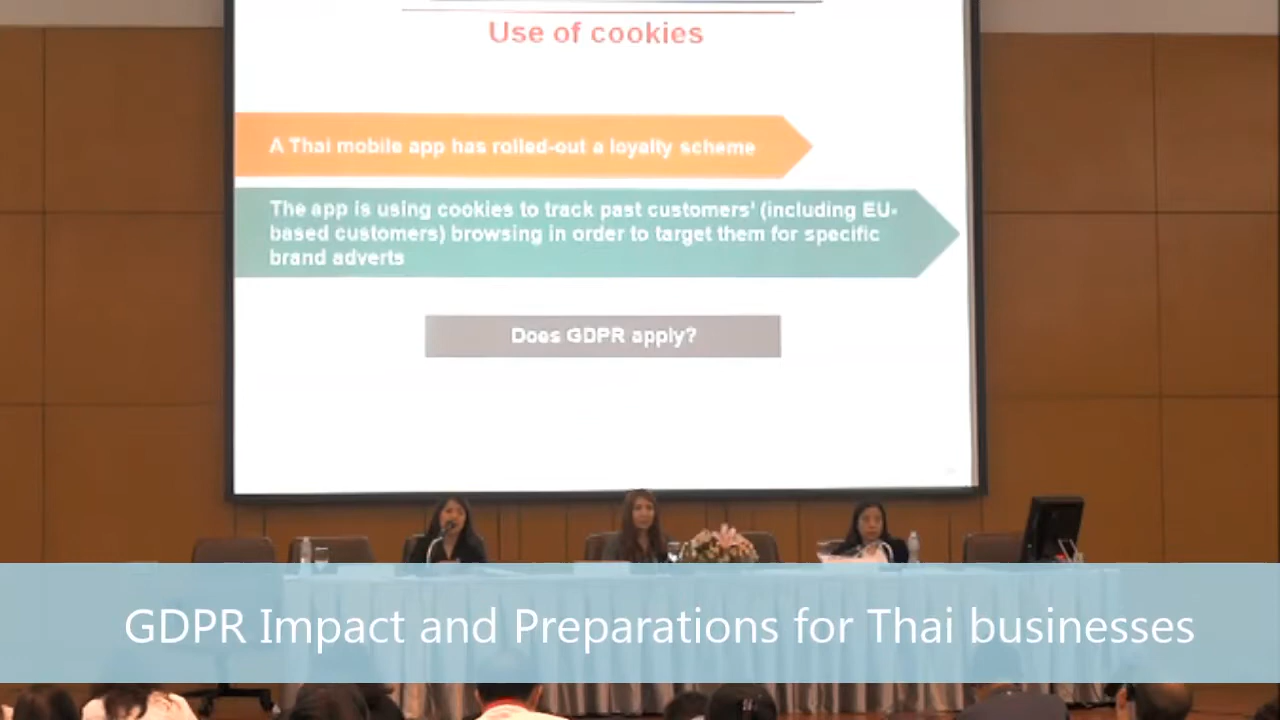 Use of cookies
A Thai mobile app has rolled-out a loyalty scheme
The app is using cookies to track past customers' (including EU-
based customers) browsing in order to target them for specific
brand adverts
Does GDPR apply?
GDPR Impact and Preparations for Thai businesses